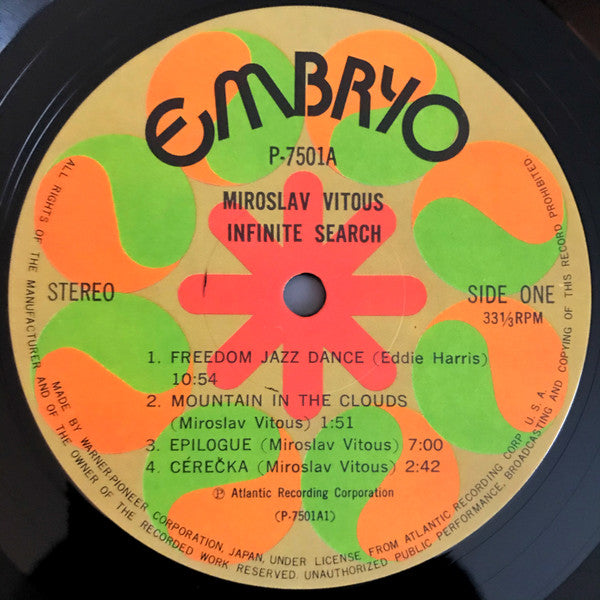 EMBRYO
P-7501A
MIROSLAV VITOUS
INFINITE SEARCH
STEREO
SIDE ONE
33⅓RPM
1. FREEDOM JAZZ DANCE (Eddie Harris)
10:54
2. MOUNTAIN IN THE CLOUDS
(Miroslav Vitous) 1:51
3. EPILOGUE (Miroslav Vitous) 7:00
4. CÉREČKA (Miroslav Vitous) 2:42
Ⓟ Atlantic Recording Corporation
(P-7501A1)
MADE BY WARNER-PIONEER CORPORATION, JAPAN, UNDER LICENSE FROM ATLANTIC RECORDING CORP. U.S.A.
ALL RIGHTS OF THE MANUFACTURER AND OF THE OWNER OF THE RECORDED WORK RESERVED. UNAUTHORIZED PUBLIC PERFORMANCE, BROADCASTING AND COPYING OF THIS RECORD PROHIBITED